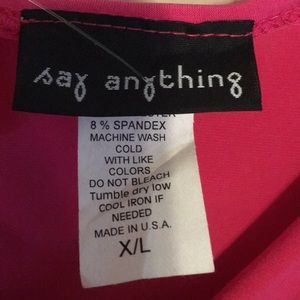 say anything
8 % SPANDEX
MACHINE WASH
COLD
WITH LIKE
COLORS
DO NOT BLEACH
Tumble dry low
COOL IRON IF
NEEDED
MADE IN U.S.A.
X/L